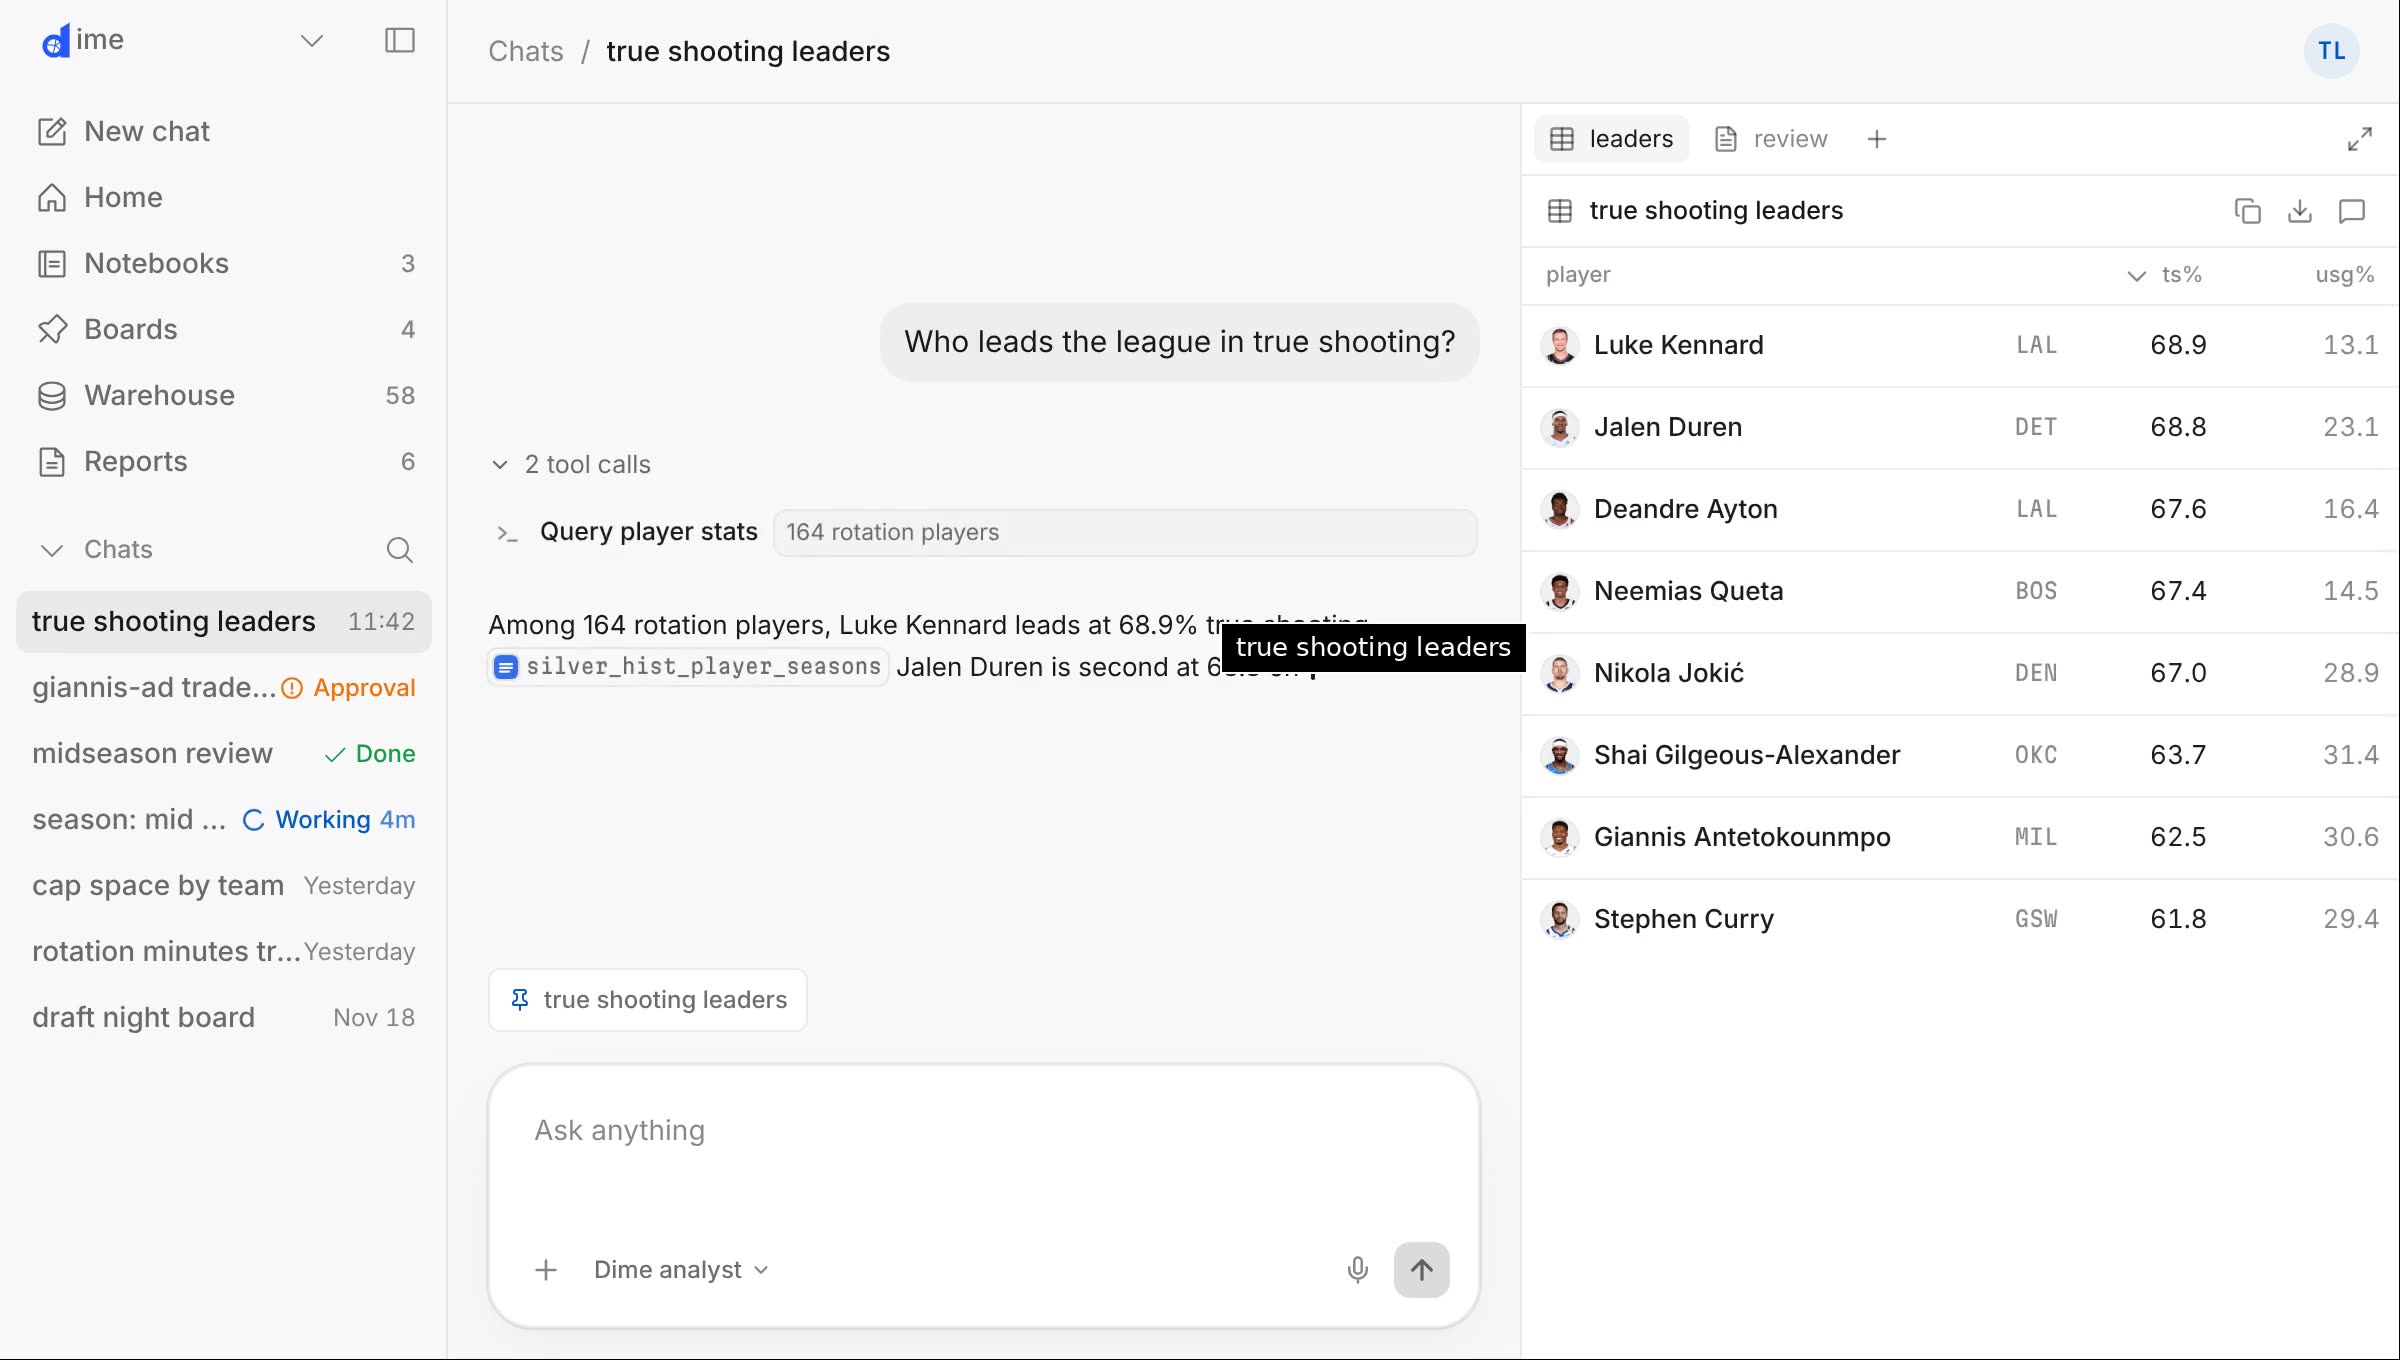 dime
New chat
Home
Notebooks 3
Boards 4
Warehouse 58
Reports 6
Chats
true shooting leaders 11:42
giannis-ad trade... Approval
midseason review Done
season: mid ... Working 4m
cap space by team Yesterday
rotation minutes tr... Yesterday
draft night board Nov 18
Chats / true shooting leaders
TL
Who leads the league in true shooting?
2 tool calls
>_ Query player stats 164 rotation players
Among 164 rotation players, Luke Kennard leads at 68.9% true shooting
silver_hist_player_seasons Jalen Duren is second at
true shooting leaders
true shooting leaders
Ask anything
Dime analyst
leaders review
true shooting leaders
player ts% usg%
Luke Kennard LAL 68.9 13.1
Jalen Duren DET 68.8 23.1
Deandre Ayton LAL 67.6 16.4
Neemias Queta BOS 67.4 14.5
Nikola Jokić DEN 67.0 28.9
Shai Gilgeous-Alexander OKC 63.7 31.4
Giannis Antetokounmpo MIL 62.5 30.6
Stephen Curry GSW 61.8 29.4